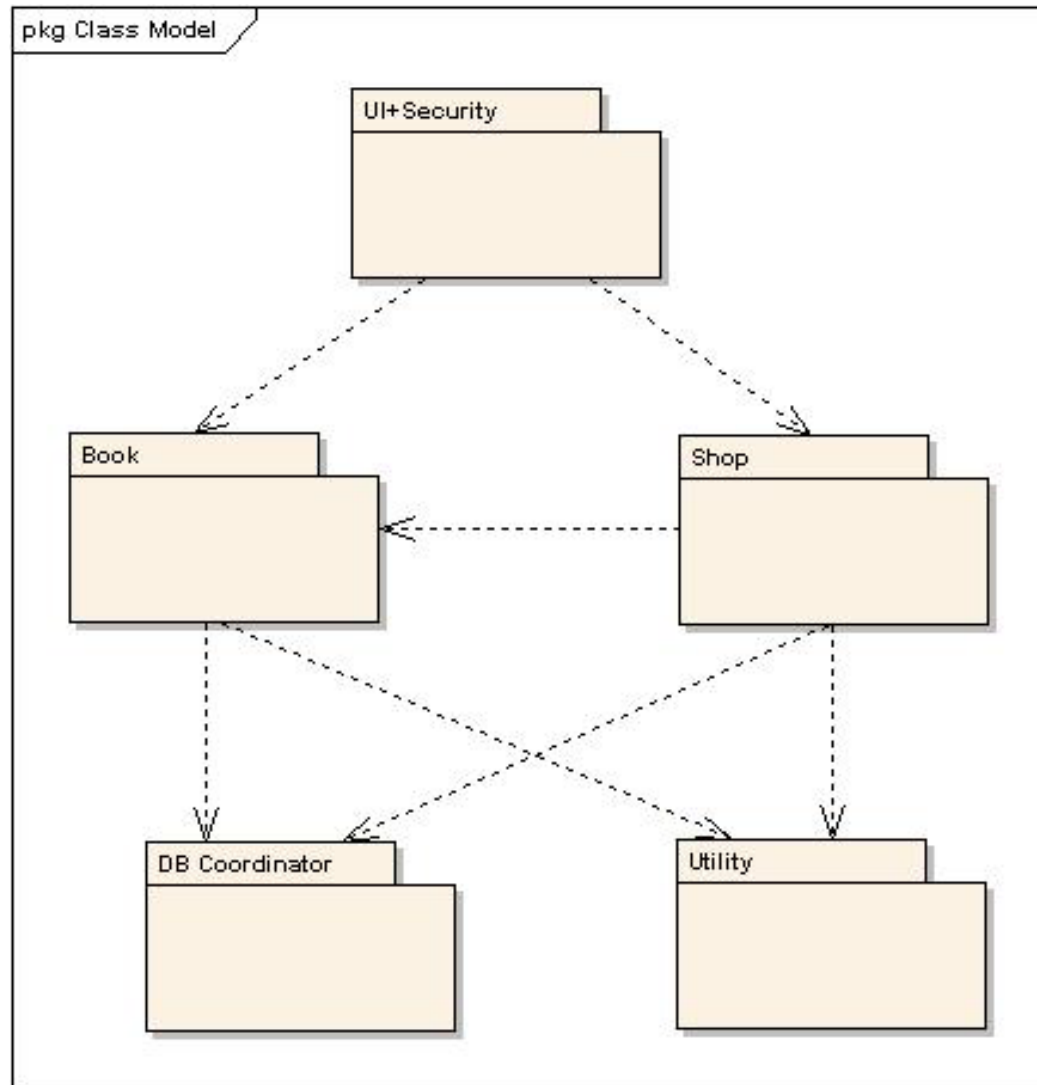 pkg Class Model
UI+Security
Book
Shop
DB Coordinator
Utility